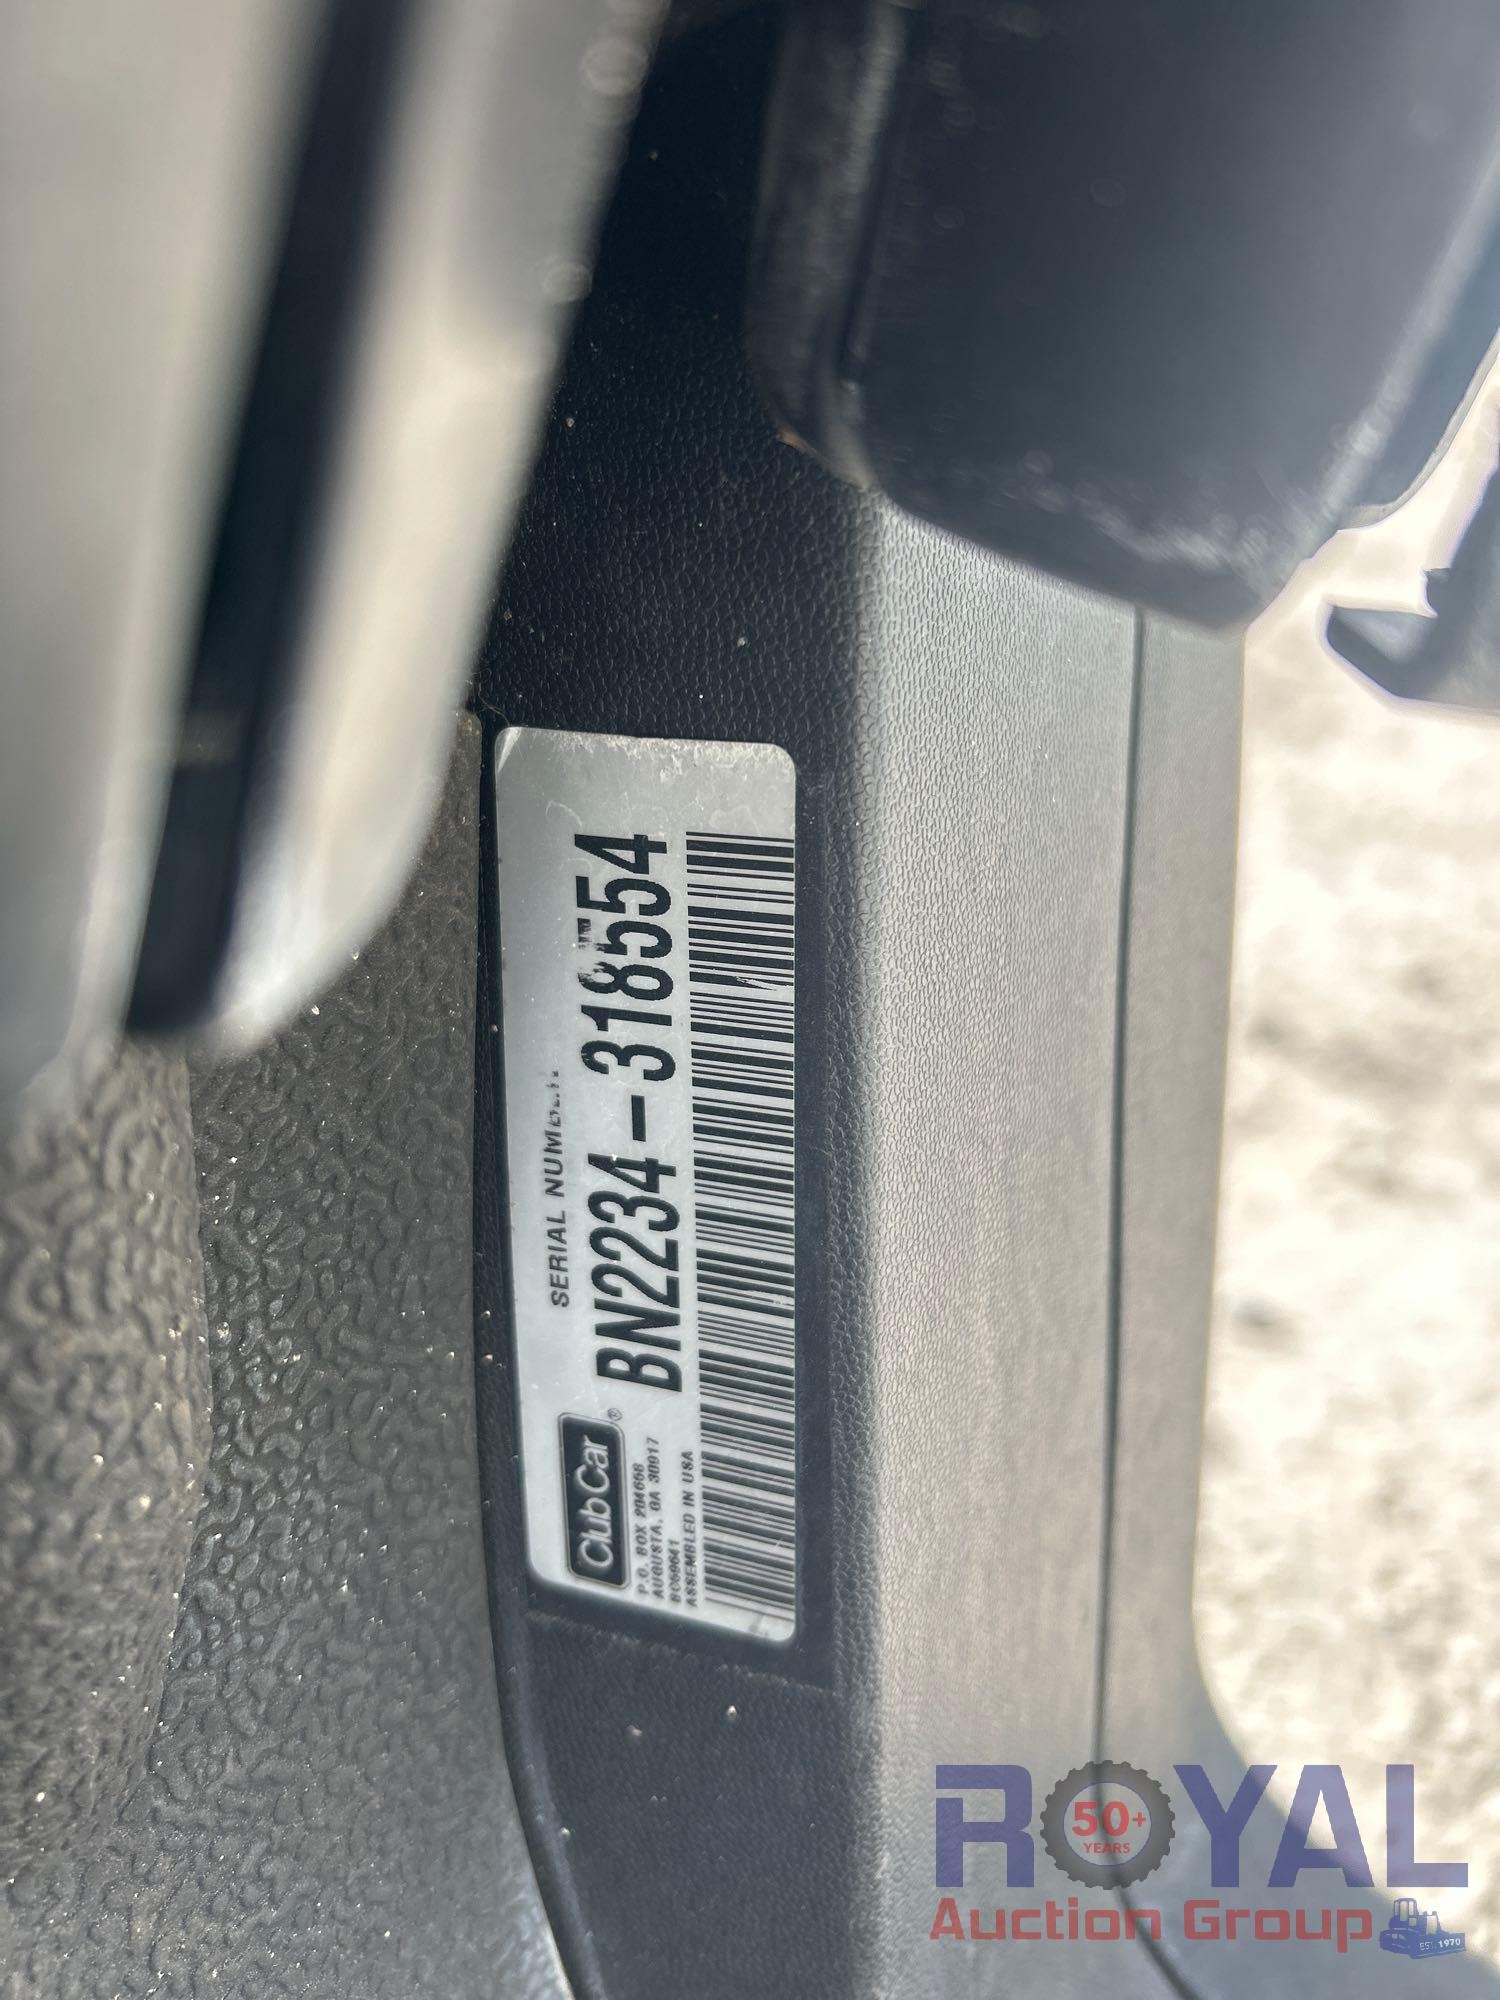 SERIAL NUMBER
BN2234-318554
ClubCar®
P.O. BOX 204658
AUGUSTA, GA 30917
ASSEMBLED IN USA
ROYAL
50+
YEARS
Auction Group
EST. 1970